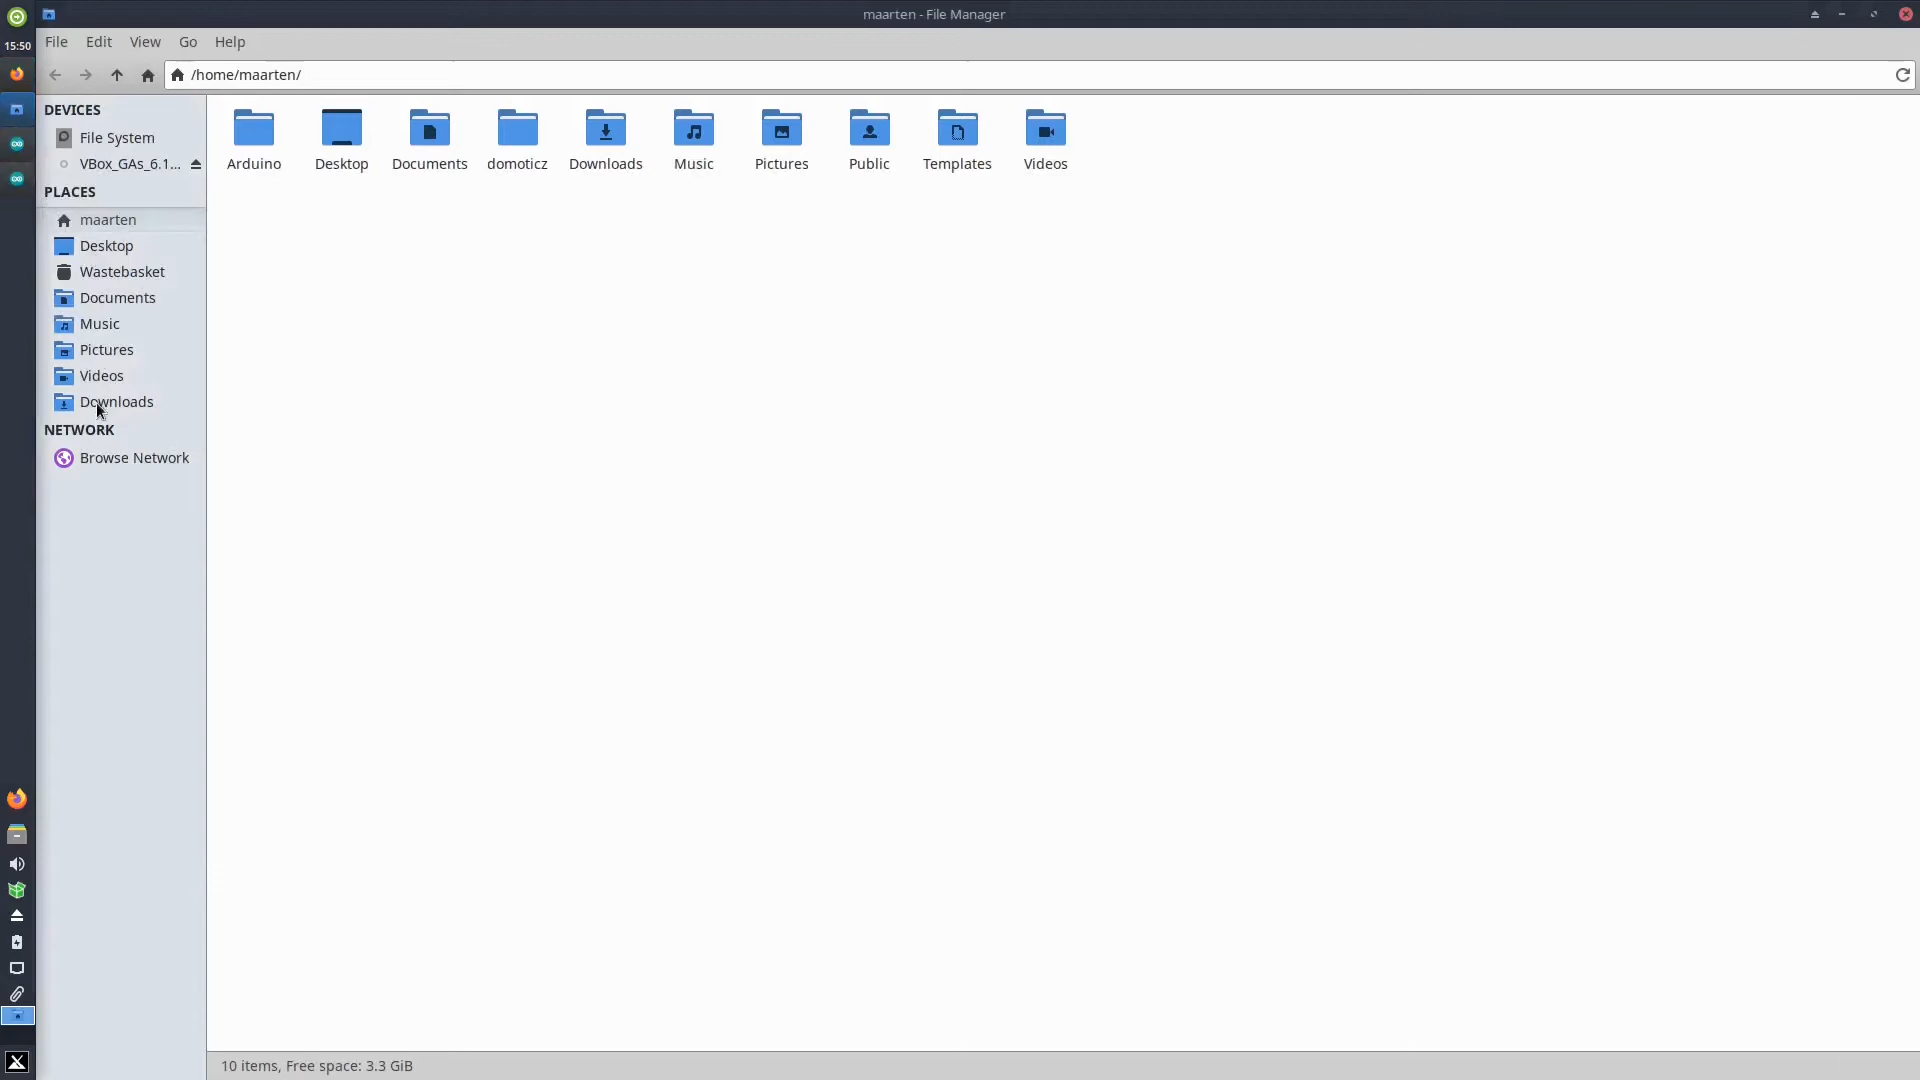 maarten - File Manager
15:50
File Edit View Go Help
/home/maarten/
DEVICES
File System
VBox_GAs_6.1...
PLACES
maarten
Desktop
Wastebasket
Documents
Music
Pictures
Videos
Downloads
NETWORK
Browse Network
Arduino Desktop Documents domoticz Downloads Music Pictures Public Templates Videos
10 items, Free space: 3.3 GiB